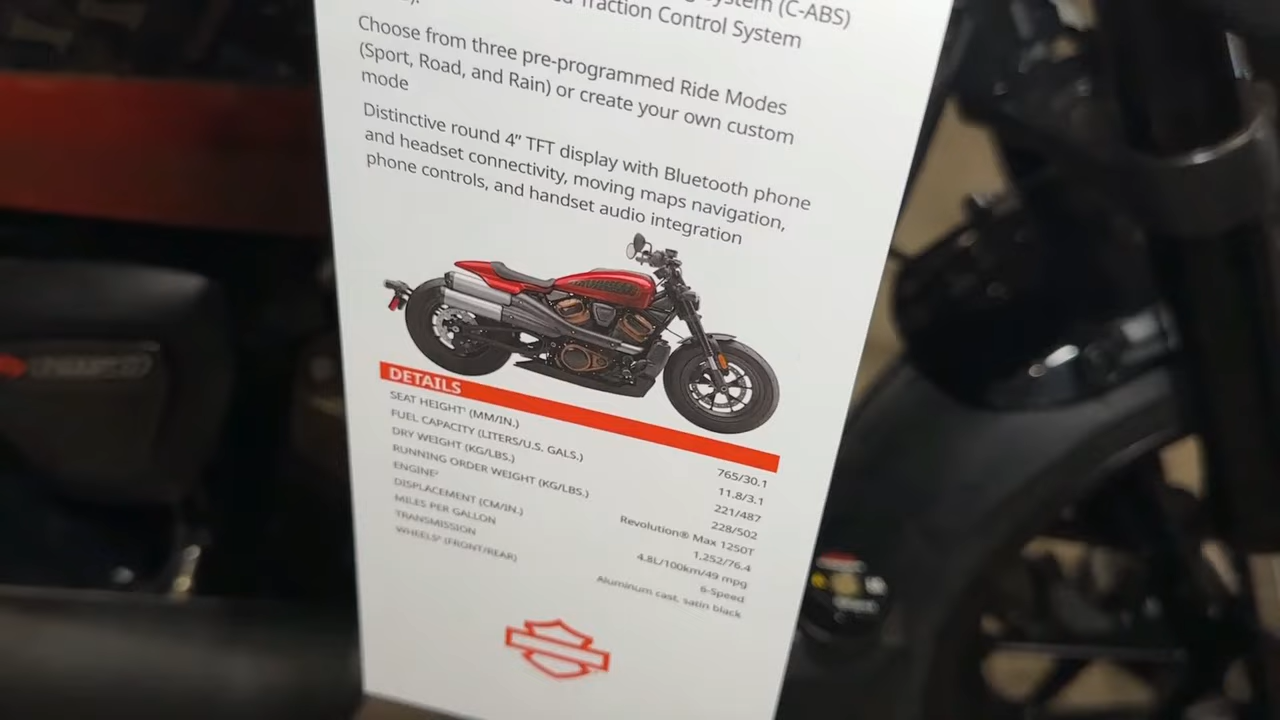 System (C-ABS)
Traction Control System
Choose from three pre-programmed Ride Modes
(Sport, Road, and Rain) or create your own custom
mode
Distinctive round 4” TFT display with Bluetooth phone
and headset connectivity, moving maps navigation,
phone controls, and handset audio integration
DETAILS
SEAT HEIGHT¹ (MM/IN.) 765/30.1
FUEL CAPACITY (LITERS/U.S. GALS.) 11.8/3.1
DRY WEIGHT (KG/LBS.) 221/487
RUNNING ORDER WEIGHT (KG/LBS.) 228/502
ENGINE² Revolution® Max 1250T
DISPLACEMENT (CM/IN.) 1,252/76.4
MILES PER GALLON 4.8L/100km/49 mpg
TRANSMISSION 6-Speed
WHEELS⁶ (FRONT/REAR) Aluminum cast, satin black